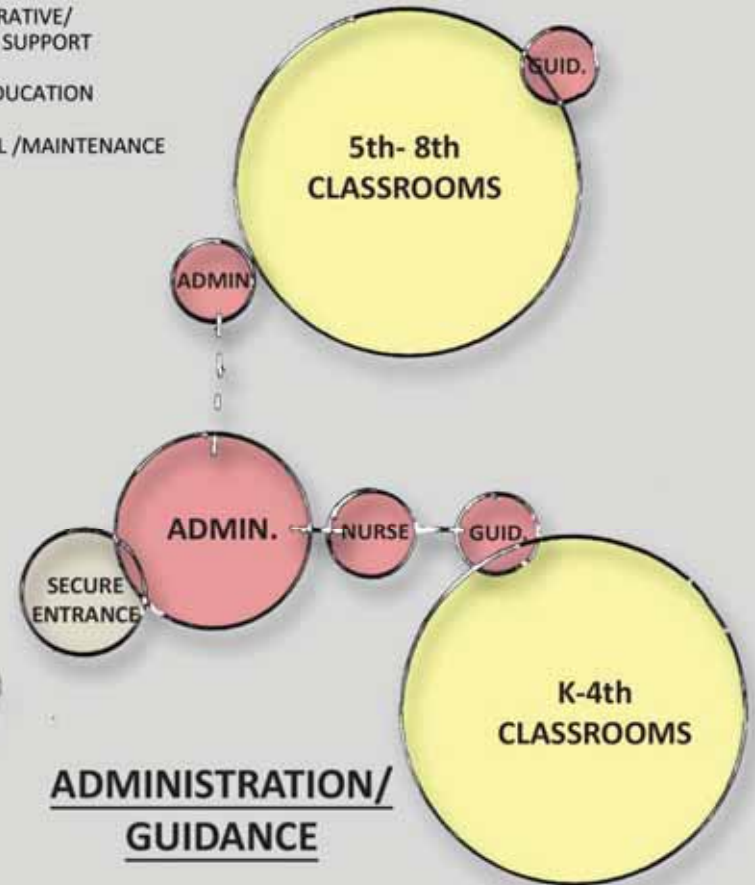 SUPPORT
/MAINTENANCE
GUID.
5th- 8th
CLASSROOMS
ADMIN
ADMIN.
NURSE
GUID.
SECURE
ENTRANCE
K-4th
CLASSROOMS
ADMINISTRATION/
GUIDANCE